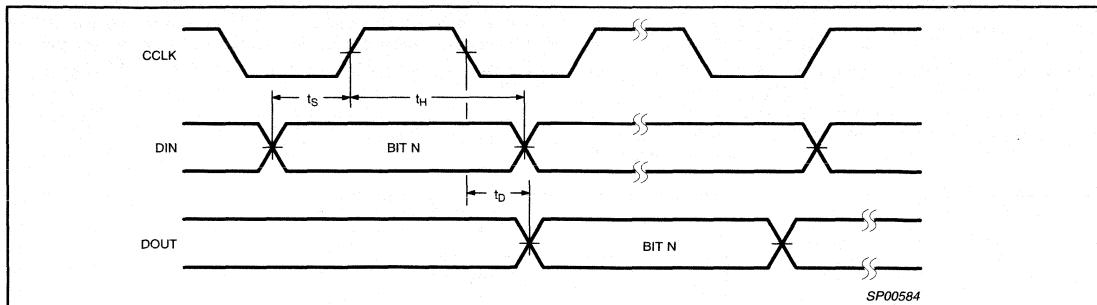 CCLK
tS
tH
DIN
BIT N
tD
DOUT
BIT N
SP00584